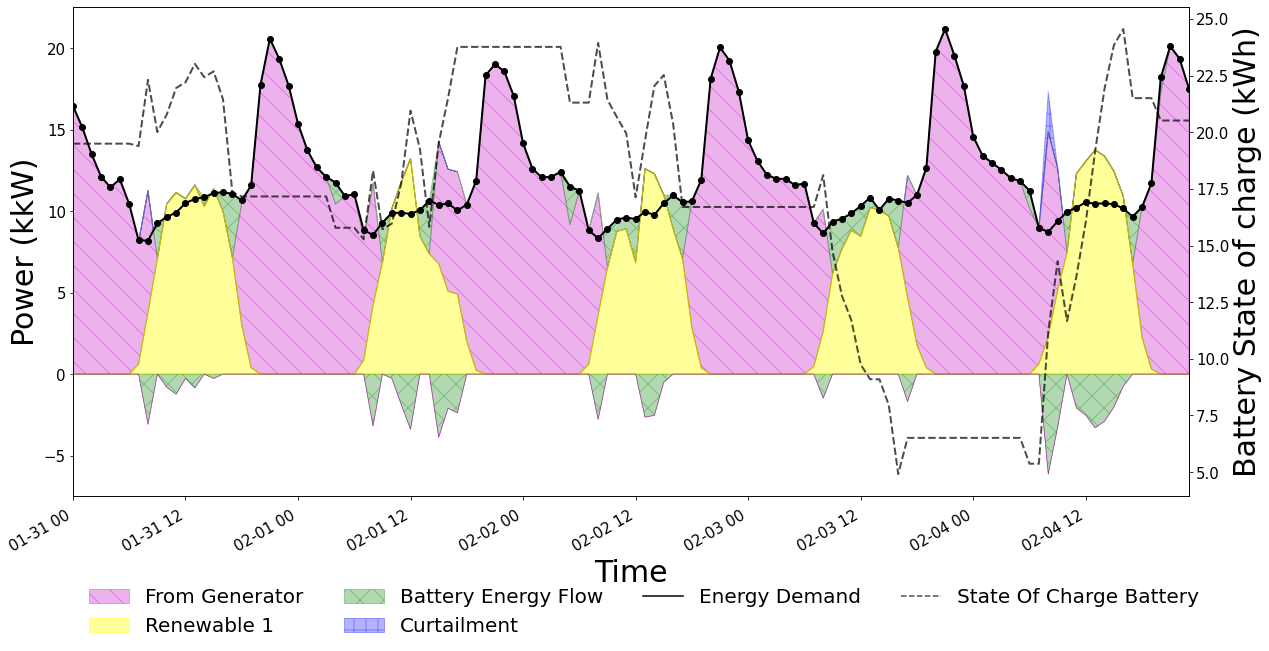 Power (kkW)
20
15
10
5
0
−5
25.0
22.5
20.0
17.5
15.0
12.5
10.0
7.5
5.0
Battery State of charge (kWh)
01-31 00
01-31 12
02-01 00
02-01 12
02-02 00
02-02 12
02-03 00
02-03 12
02-04 00
02-04 12
Time
From Generator
Battery Energy Flow
Energy Demand
State Of Charge Battery
Renewable 1
Curtailment